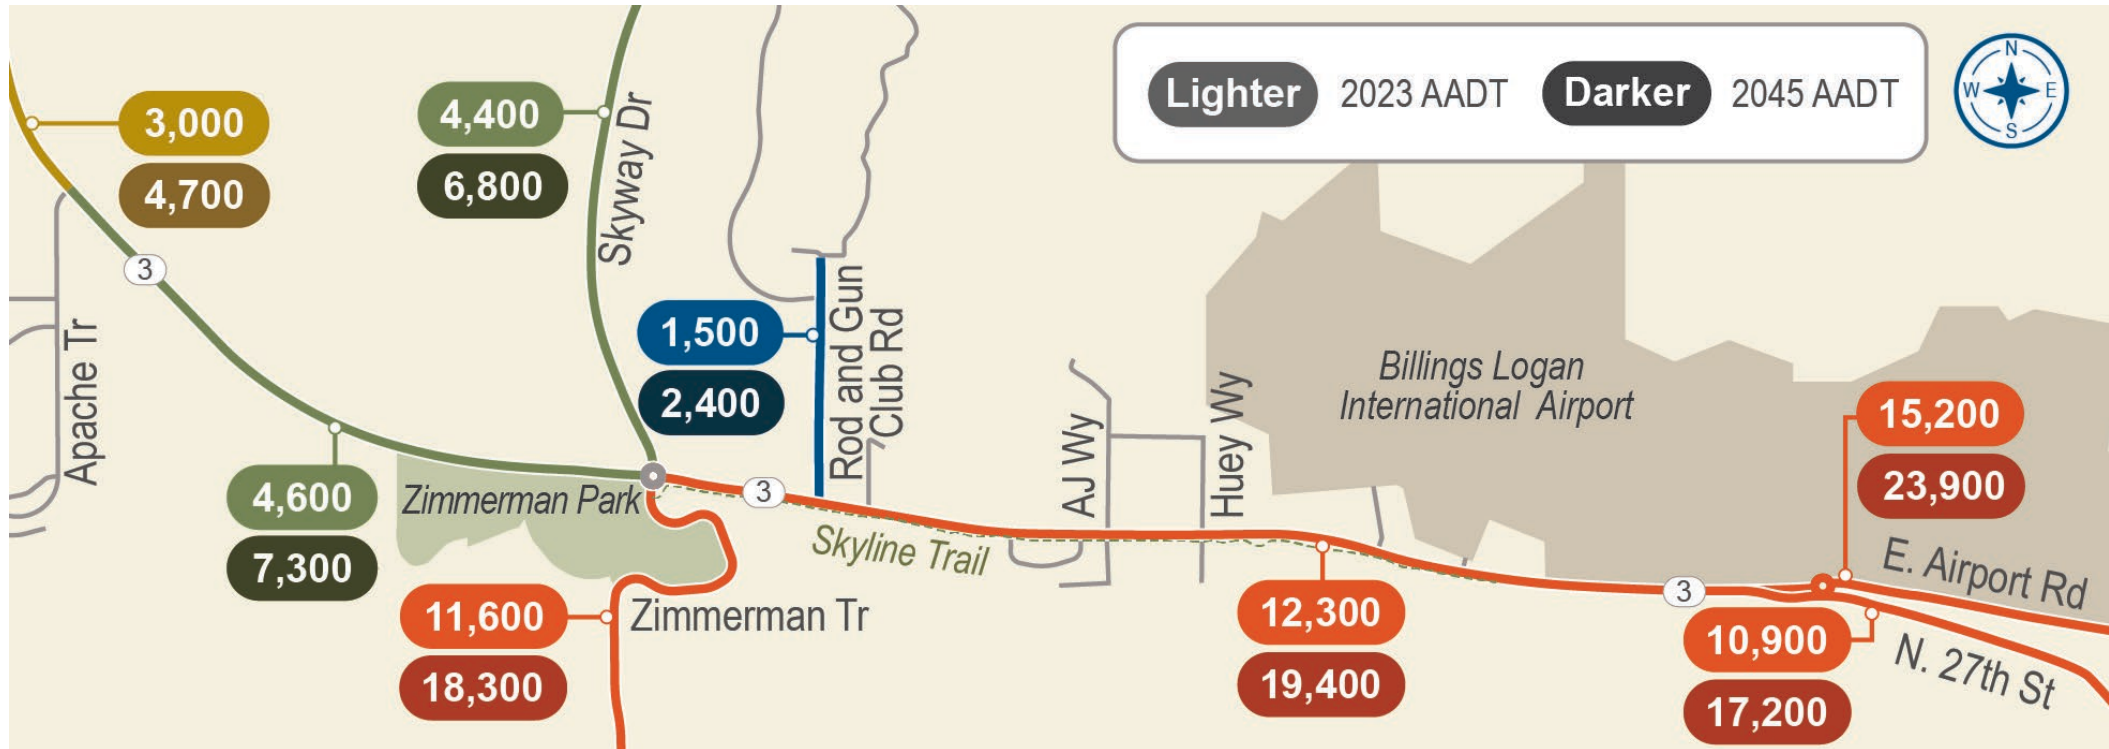 Lighter 2023 AADT Darker 2045 AADT
N
W E
S
3,000
4,700
4,400
6,800
Skyway Dr
3
Apache Tr
1,500
2,400
Rod and Gun
Club Rd
4,600
7,300
Zimmerman Park
3
Skyline Trail
AJ Wy
Huey Wy
Billings Logan
International Airport
15,200
23,900
E. Airport Rd
11,600
18,300
Zimmerman Tr
12,300
19,400
3
10,900
17,200
N. 27th St